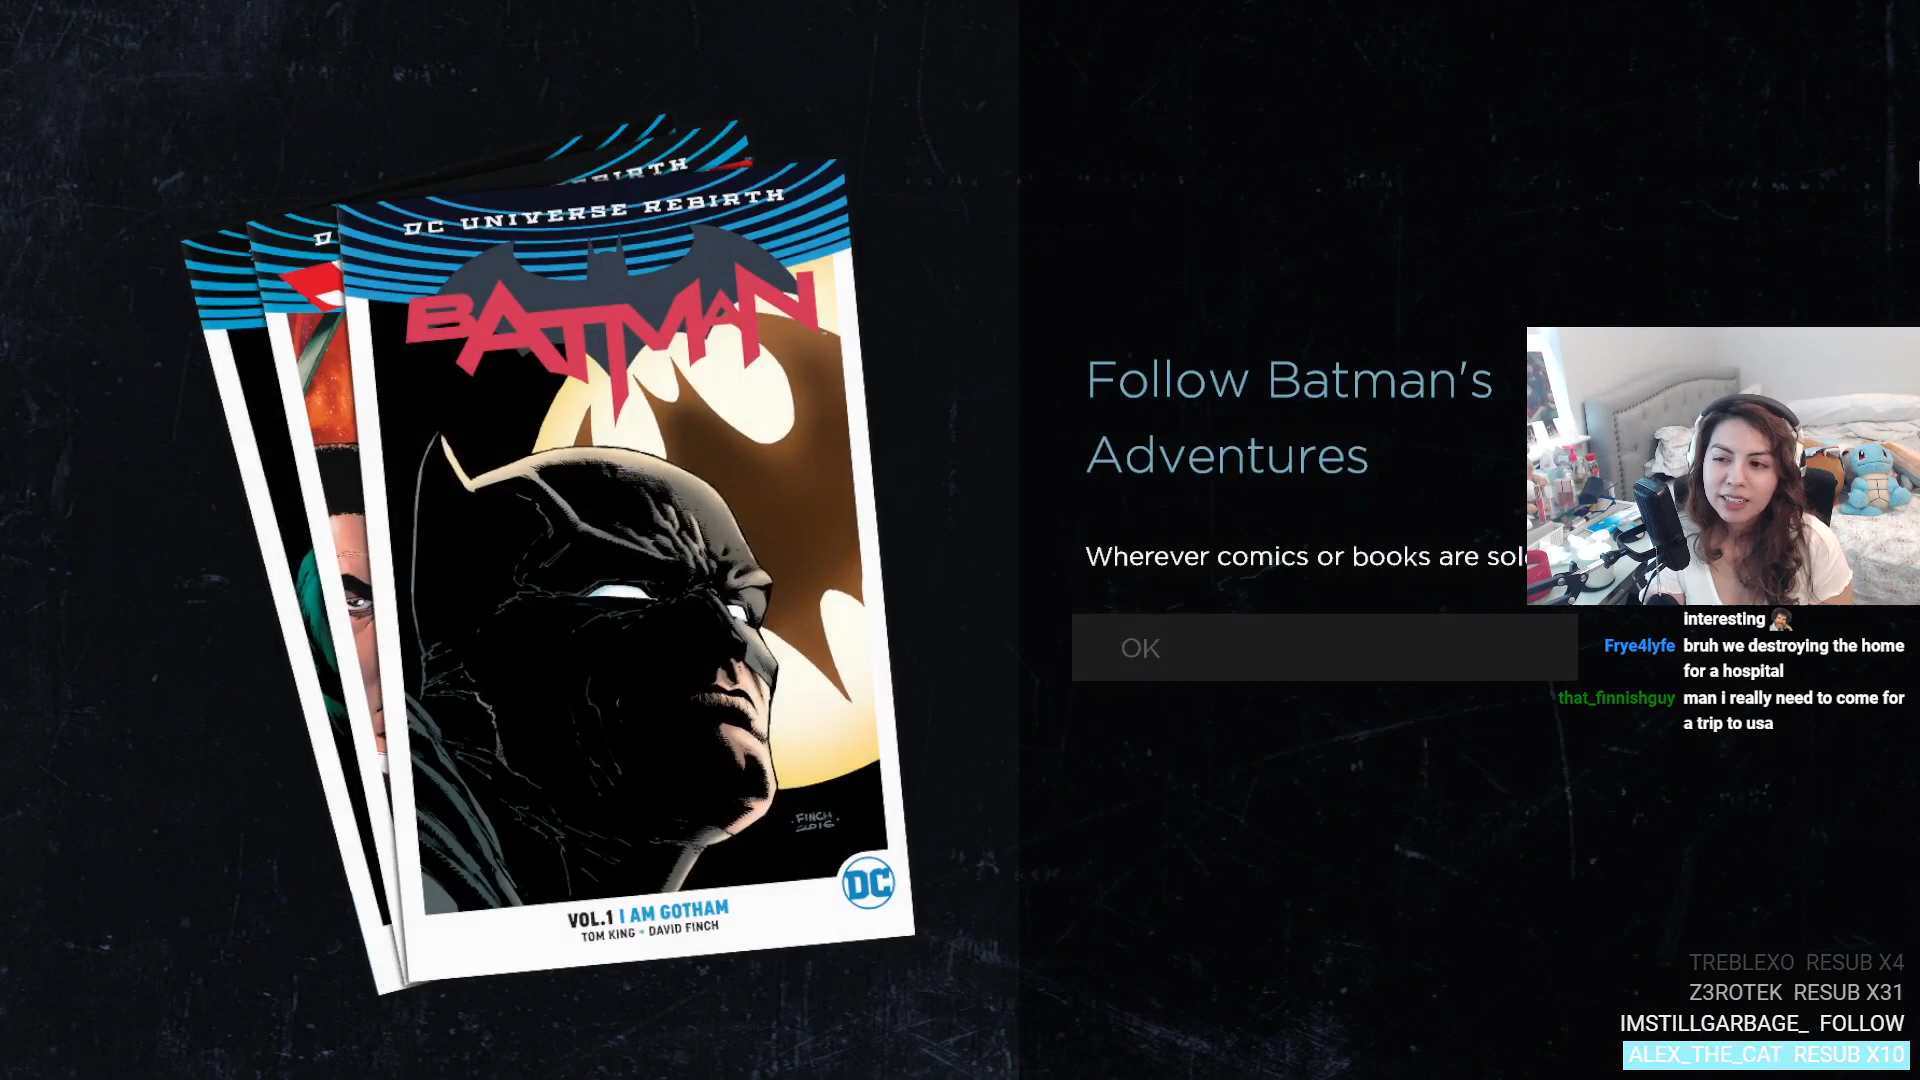 REBIRTH
D
DC UNIVERSE REBIRTH
BATMAN
FINCH
2016
DC
VOL.1 I AM GOTHAM
TOM KING • DAVID FINCH
Follow Batman's
Adventures
Wherever comics or books are sol
OK
interesting
Frye4lyfe bruh we destroying the home
for a hospital
that_finnishguy man i really need to come for
a trip to usa
TREBLEXO RESUB X4
Z3ROTEK RESUB X31
IMSTILLGARBAGE_ FOLLOW
ALEX_THE_CAT RESUB X10